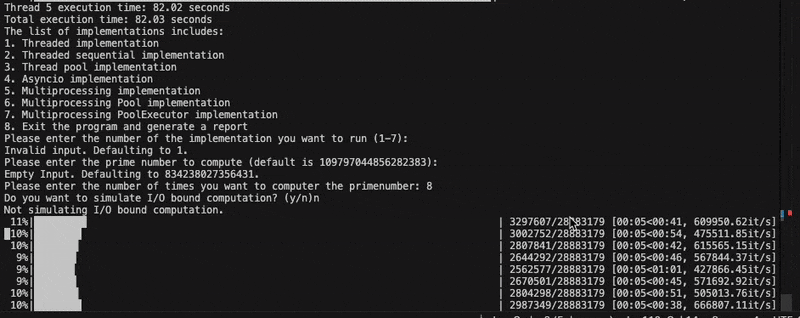 Thread 5 execution time: 82.02 seconds
Total execution time: 82.03 seconds
The list of implementations includes:
1. Threaded implementation
2. Threaded sequential implementation
3. Thread pool implementation
4. Asyncio implementation
5. Multiprocessing implementation
6. Multiprocessing Pool implementation
7. Multiprocessing PoolExecutor implementation
8. Exit the program and generate a report
Please enter the number of the implementation you want to run (1-7):
Invalid input. Defaulting to 1.
Please enter the prime number to compute (default is 109797044856282383):
Empty Input. Defaulting to 834238027356431.
Please enter the number of times you want to computer the primenumber: 8
Do you want to simulate I/O bound computation? (y/n)n
Not simulating I/O bound computation.
11%| | 3297607/28883179 [00:05<00:41, 609950.62it/s]
10%| | 3002752/28883179 [00:05<00:54, 475511.85it/s]
10%| | 2807841/28883179 [00:05<00:42, 615565.15it/s]
9%| | 2644292/28883179 [00:05<00:46, 567844.37it/s]
9%| | 2562577/28883179 [00:05<01:01, 427866.45it/s]
9%| | 2670501/28883179 [00:05<00:45, 571692.92it/s]
10%| | 2804298/28883179 [00:05<00:51, 505013.76it/s]
10%| | 2987349/28883179 [00:05<00:38, 666807.11it/s]